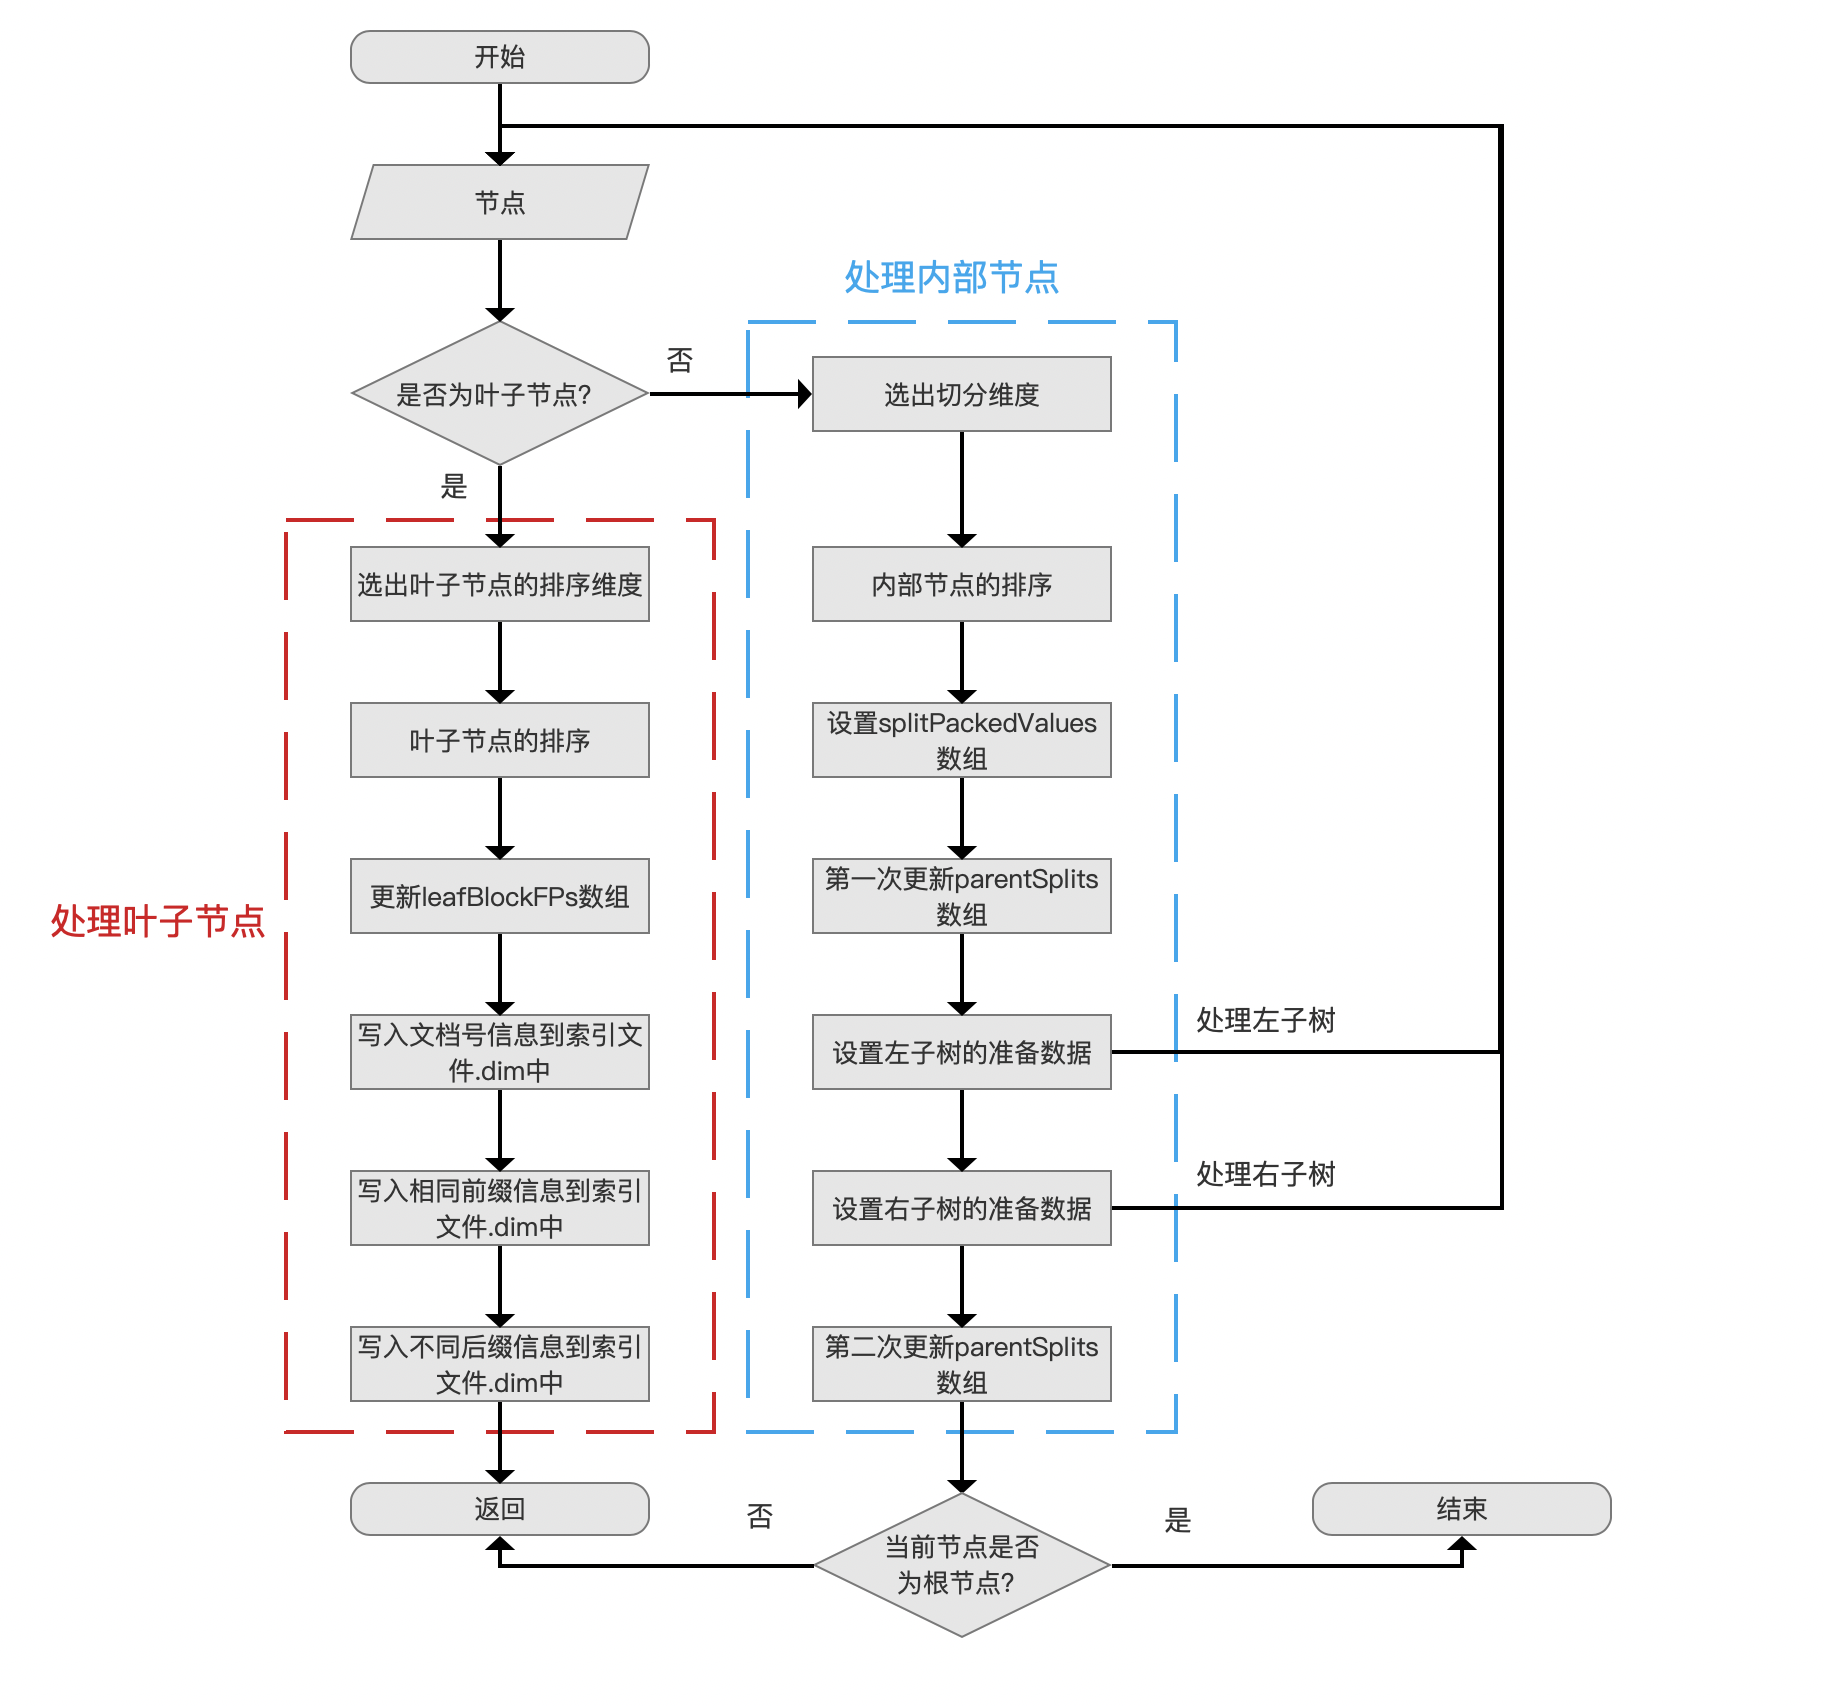 开始
节点
是否为叶子节点?
否
是
处理叶子节点
选出叶子节点的排序维度
叶子节点的排序
更新leafBlockFPs数组
写入文档号信息到索引文
件.dim中
写入相同前缀信息到索引
文件.dim中
写入不同后缀信息到索引
文件.dim中
返回
处理内部节点
选出切分维度
内部节点的排序
设置splitPackedValues
数组
第一次更新parentSplits
数组
设置左子树的准备数据
处理左子树
设置右子树的准备数据
处理右子树
第二次更新parentSplits
数组
当前节点是否
为根节点?
否
是
结束